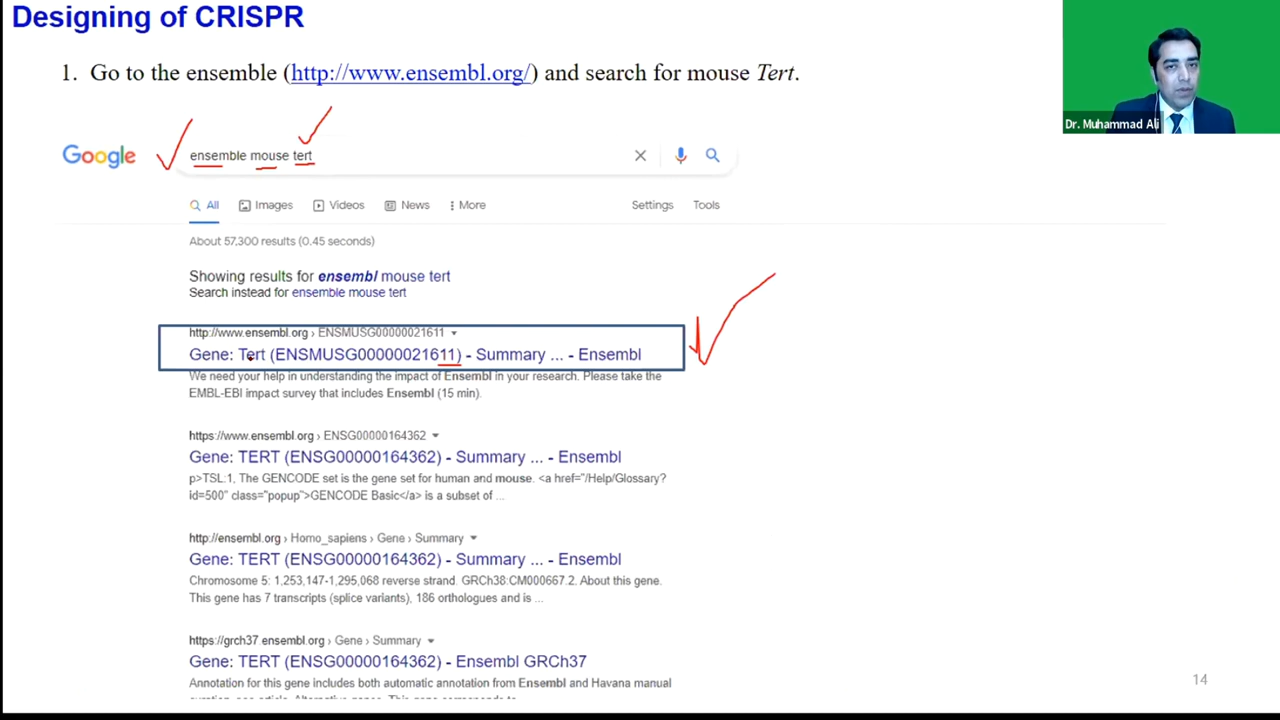 Designing of CRISPR
1. Go to the ensemble (http://www.ensembl.org/) and search for mouse Tert.
Dr. Muhammad Ali
Google
ensemble mouse tert
All Images Videos News More Settings Tools
About 57,300 results (0.45 seconds)
Showing results for ensembl mouse tert
Search instead for ensemble mouse tert
http://www.ensembl.org › ENSMUSG00000021611
Gene: Tert (ENSMUSG00000021611) - Summary ... - Ensembl
We need your help in understanding the impact of Ensembl in your research. Please take the
EMBL-EBI impact survey that includes Ensembl (15 min).
https://www.ensembl.org › ENSG00000164362
Gene: TERT (ENSG00000164362) - Summary ... - Ensembl
p>TSL:1, The GENCODE set is the gene set for human and mouse. <a href="/Help/Glossary?
id=500" class="popup">GENCODE Basic</a> is a subset of ...
http://ensembl.org › Homo_sapiens › Gene › Summary
Gene: TERT (ENSG00000164362) - Summary ... - Ensembl
Chromosome 5: 1,253,147-1,295,068 reverse strand. GRCh38:CM000667.2. About this gene.
This gene has 7 transcripts (splice variants), 186 orthologues and is ...
https://grch37.ensembl.org › Gene › Summary
Gene: TERT (ENSG00000164362) - Ensembl GRCh37
Annotation for this gene includes both automatic annotation from Ensembl and Havana manual
14